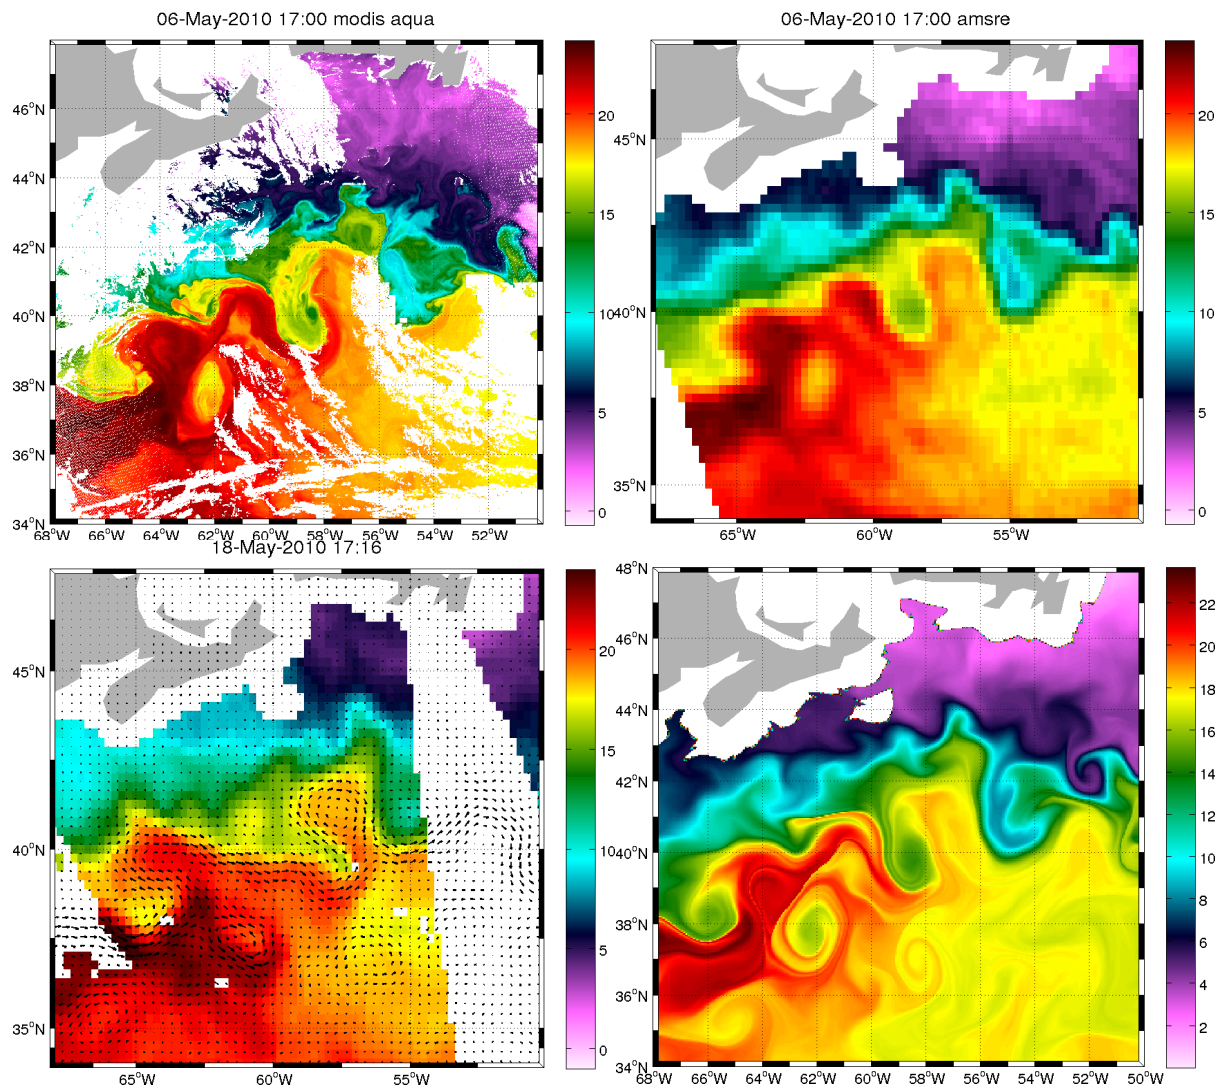 06-May-2010 17:00 modis aqua
46°N
44°N
42°N
40°N
38°N
36°N
34°N
68°W 66°W 64°W 62°W 60°W 58°W 56°W 54°W 52°W
20
15
10
5
0
06-May-2010 17:00 amsre
45°N
40°N
35°N
65°W 60°W 55°W
20
15
10
5
0
18-May-2010 17:16
45°N
40°N
35°N
65°W 60°W 55°W
20
15
10
5
0
48°N
46°N
44°N
42°N
40°N
38°N
36°N
34°N
68°W 66°W 64°W 62°W 60°W 58°W 56°W 54°W 52°W 50°W
22
20
18
16
14
12
10
8
6
4
2